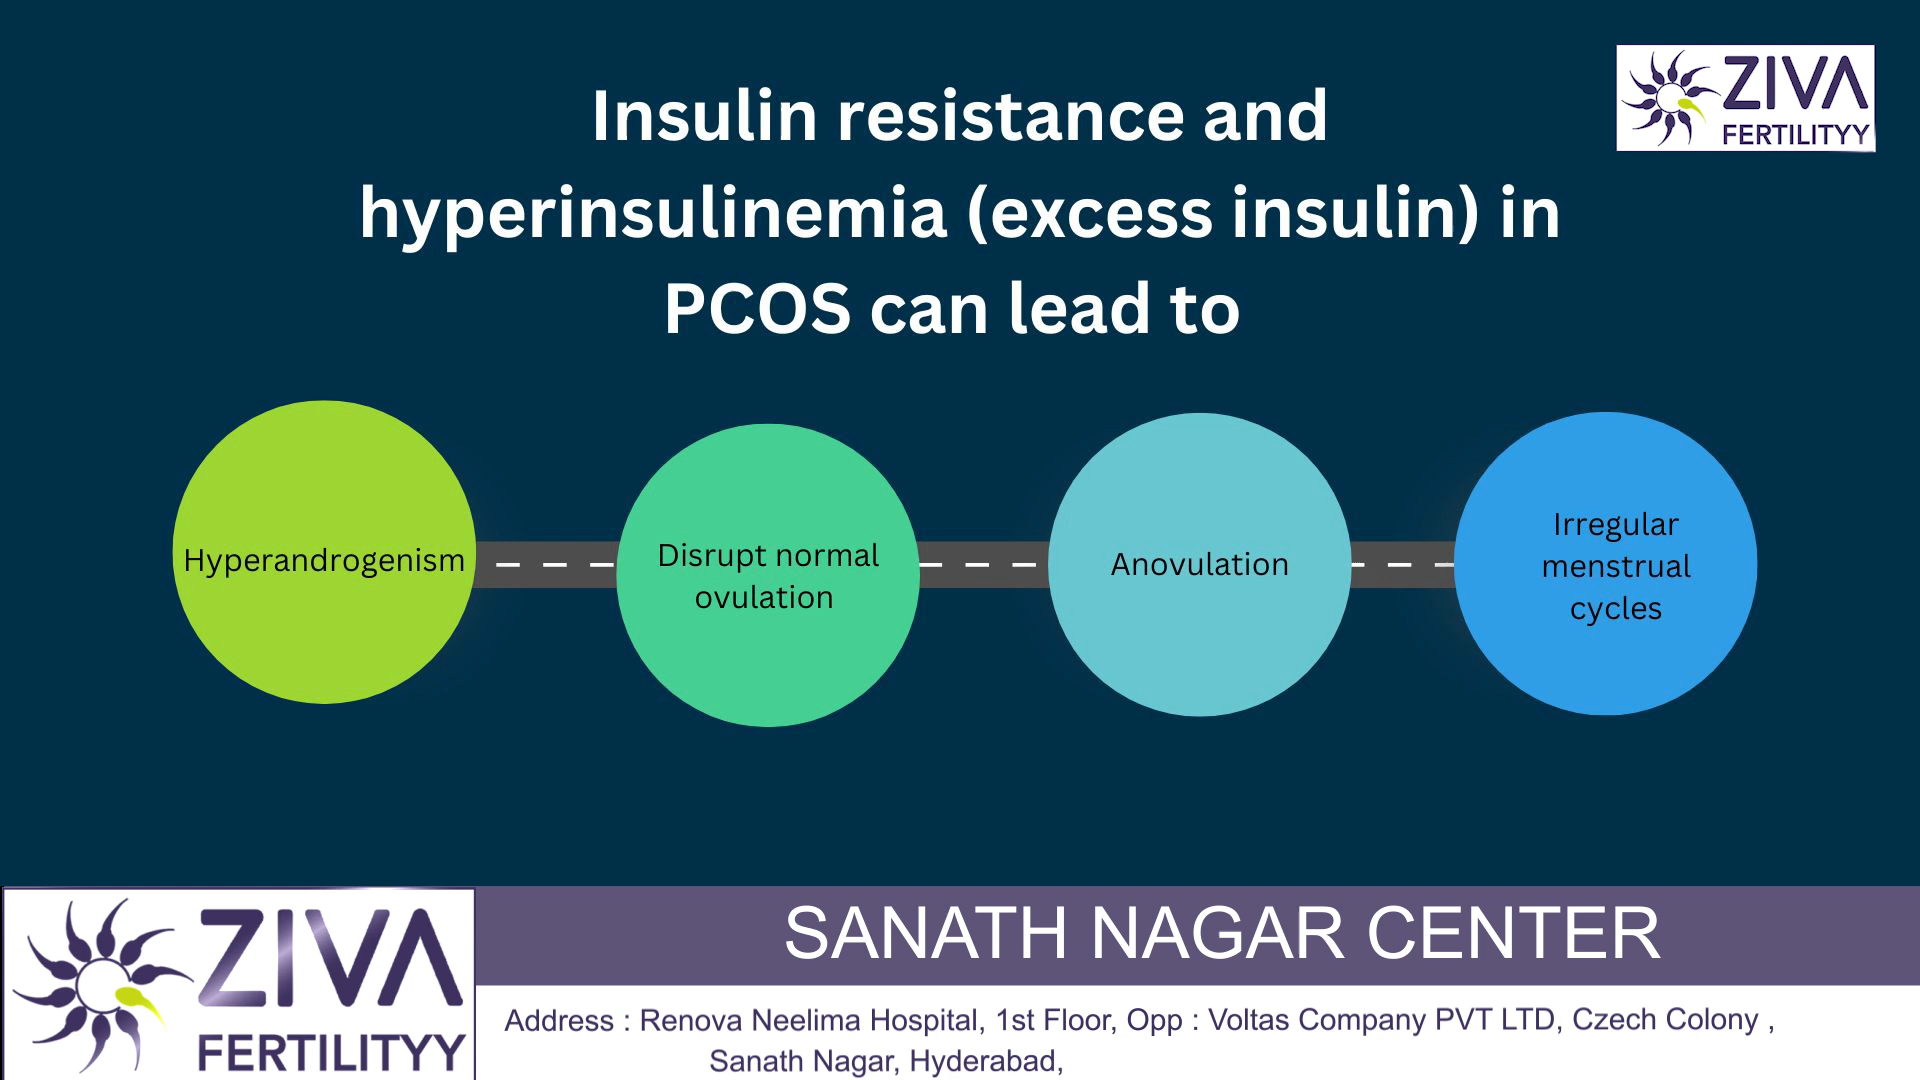 Insulin resistance and
hyperinsulinemia (excess insulin) in
PCOS can lead to
ZIVA
FERTILITYY
Hyperandrogenism
Disrupt normal
ovulation
Anovulation
Irregular
menstrual
cycles
ZIVA
FERTILITYY
SANATH NAGAR CENTER
Address : Renova Neelima Hospital, 1st Floor, Opp : Voltas Company PVT LTD, Czech Colony ,
Sanath Nagar, Hyderabad,